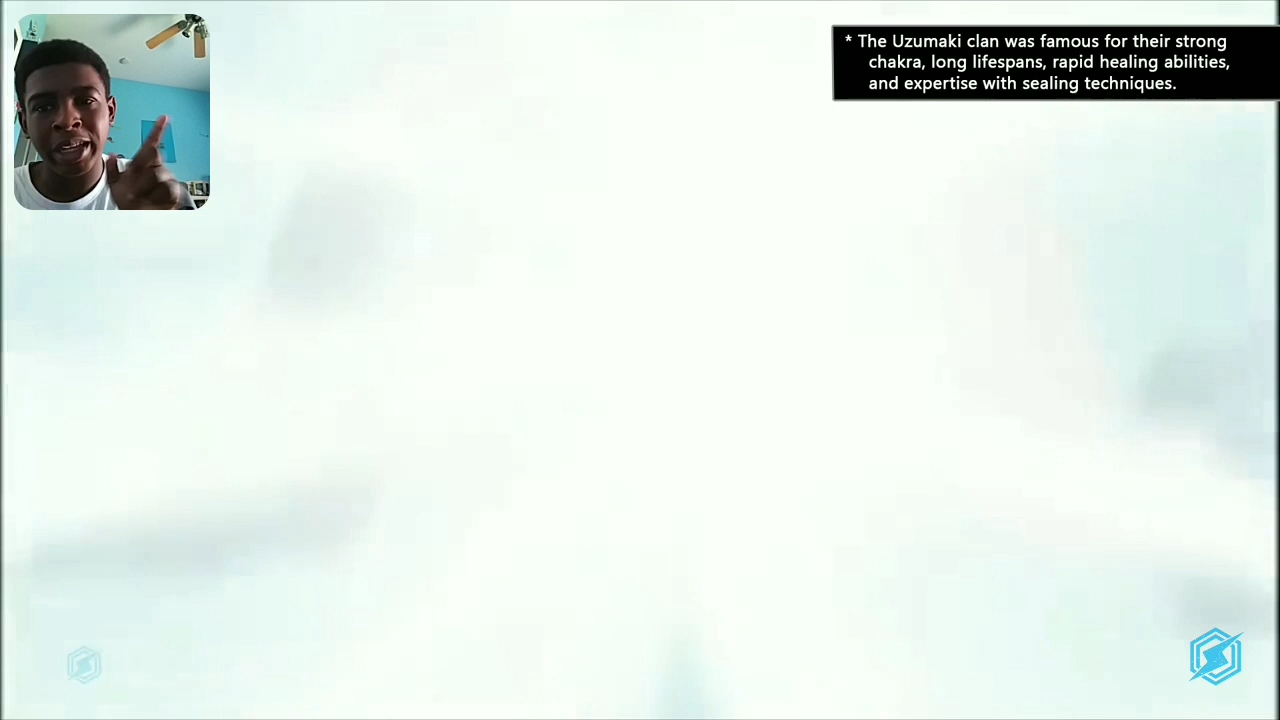 * The Uzumaki clan was famous for their strong
chakra, long lifespans, rapid healing abilities,
and expertise with sealing techniques.